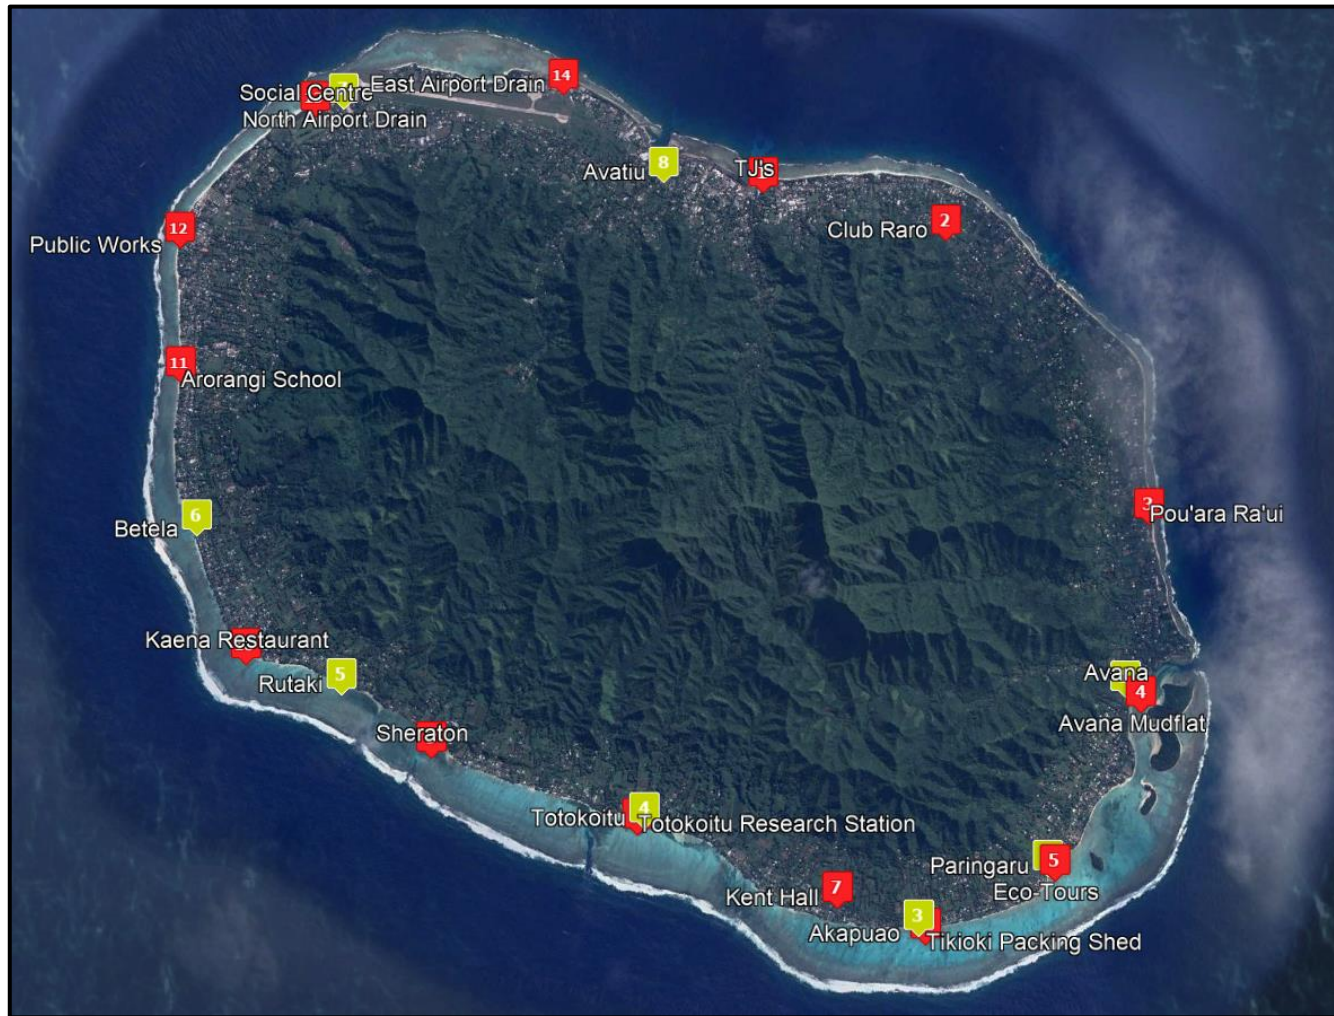 East Airport Drain
14
Social Centre
7
North Airport Drain
Avatiu
8
TJ's
1
Club Raro
2
12
Public Works
11
Arorangi School
6
Betela
3
Pou'ara Ra'ui
Kaena Restaurant
5
Rutaki
Avana
4
Avana Mudflat
Sheraton
4
Totokoitu
Totokoitu Research Station
Paringaru
5
Eco-Tours
7
Kent Hall
3
Akapuao
Tikioki Packing Shed